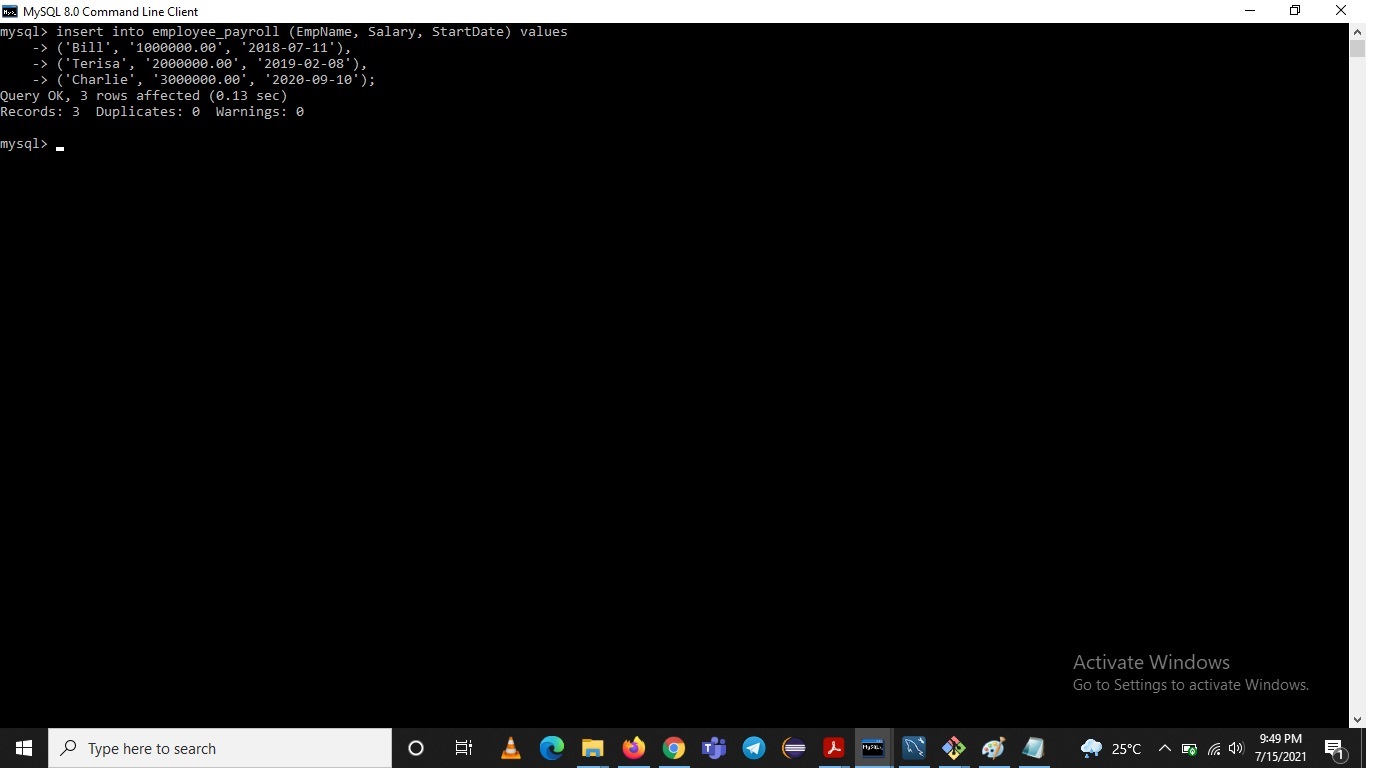 MySQL 8.0 Command Line Client
mysql> insert into employee_payroll (EmpName, Salary, StartDate) values
    -> ('Bill', '1000000.00', '2018-07-11'),
    -> ('Terisa', '2000000.00', '2019-02-08'),
    -> ('Charlie', '3000000.00', '2020-09-10');
Query OK, 3 rows affected (0.13 sec)
Records: 3  Duplicates: 0  Warnings: 0
mysql>
Activate Windows
Go to Settings to activate Windows.
Type here to search
25°C
9:49 PM
7/15/2021
1